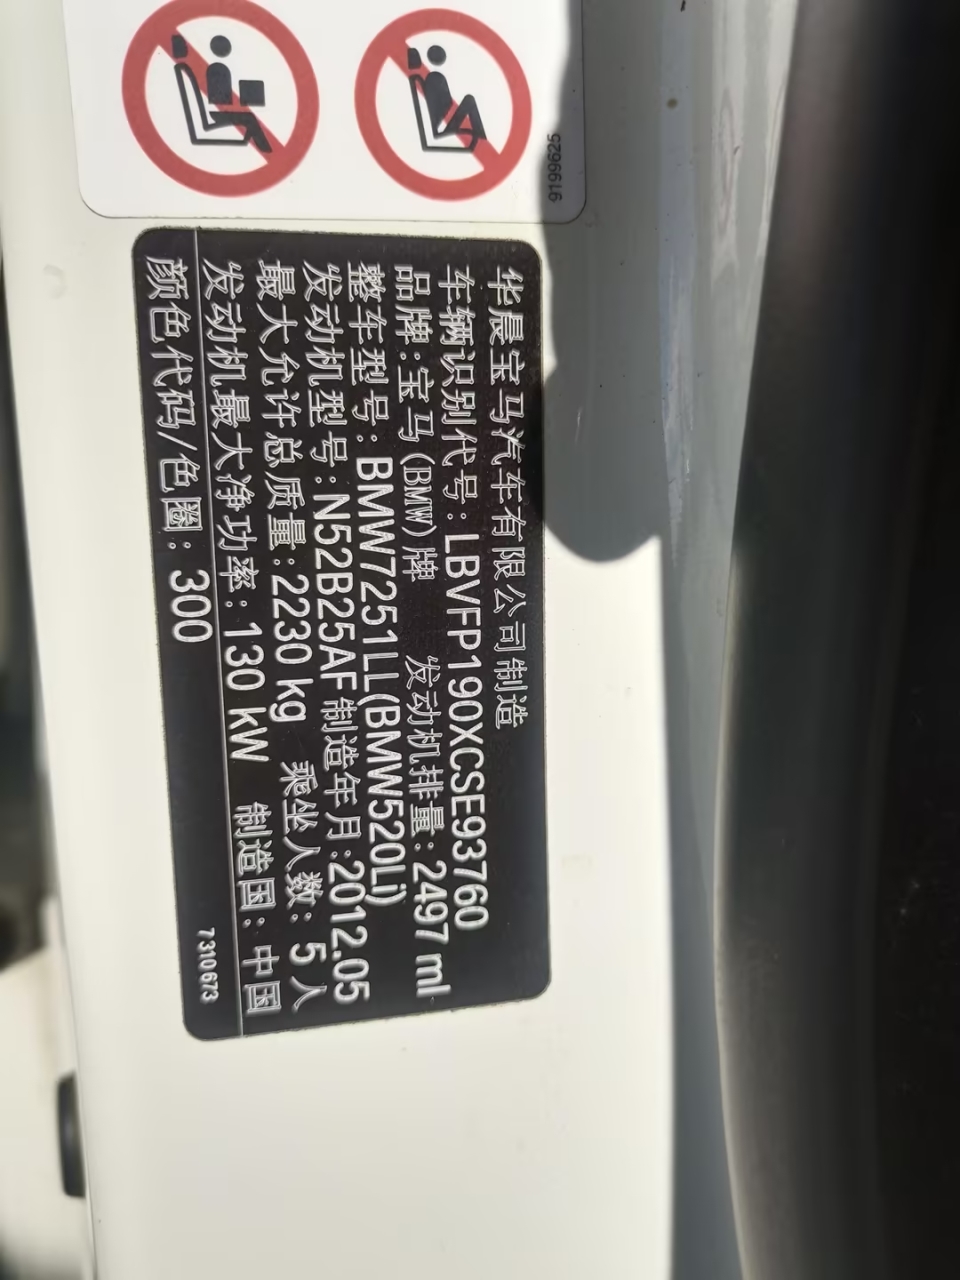 9199625
华晨宝马汽车有限公司制造
车辆识别代号：LBVFP190XCSE93760
品牌：宝马(BMW)牌 发动机排量：2497 ml
整车型号：BMW7251LL(BMW520Li)
发动机型号：N52B25AF 制造年月：2012.05
最大允许总质量：2230 kg 乘坐人数：5人
发动机最大净功率：130 kW 制造国：中国
颜色代码/色圈：300
7310673